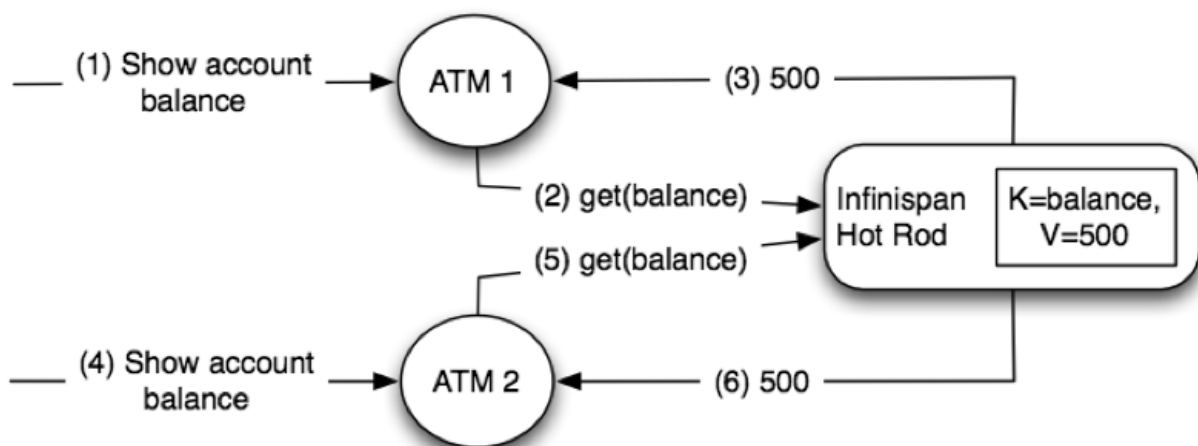 (1) Show account
balance
ATM 1
(3) 500
(2) get(balance)
Infinispan
Hot Rod
K=balance,
V=500
(5) get(balance)
(4) Show account
balance
ATM 2
(6) 500